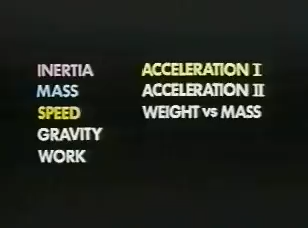 INERTIA
MASS
SPEED
GRAVITY
WORK
ACCELERATION I
ACCELERATION II
WEIGHT vs MASS